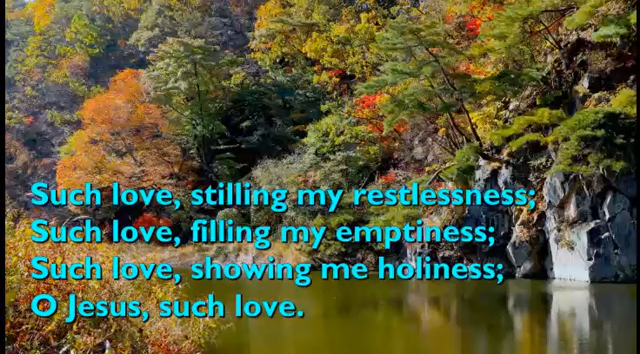 Such love, stilling my restlessness;
Such love, filling my emptiness;
Such love, showing me holiness;
O Jesus, such love.